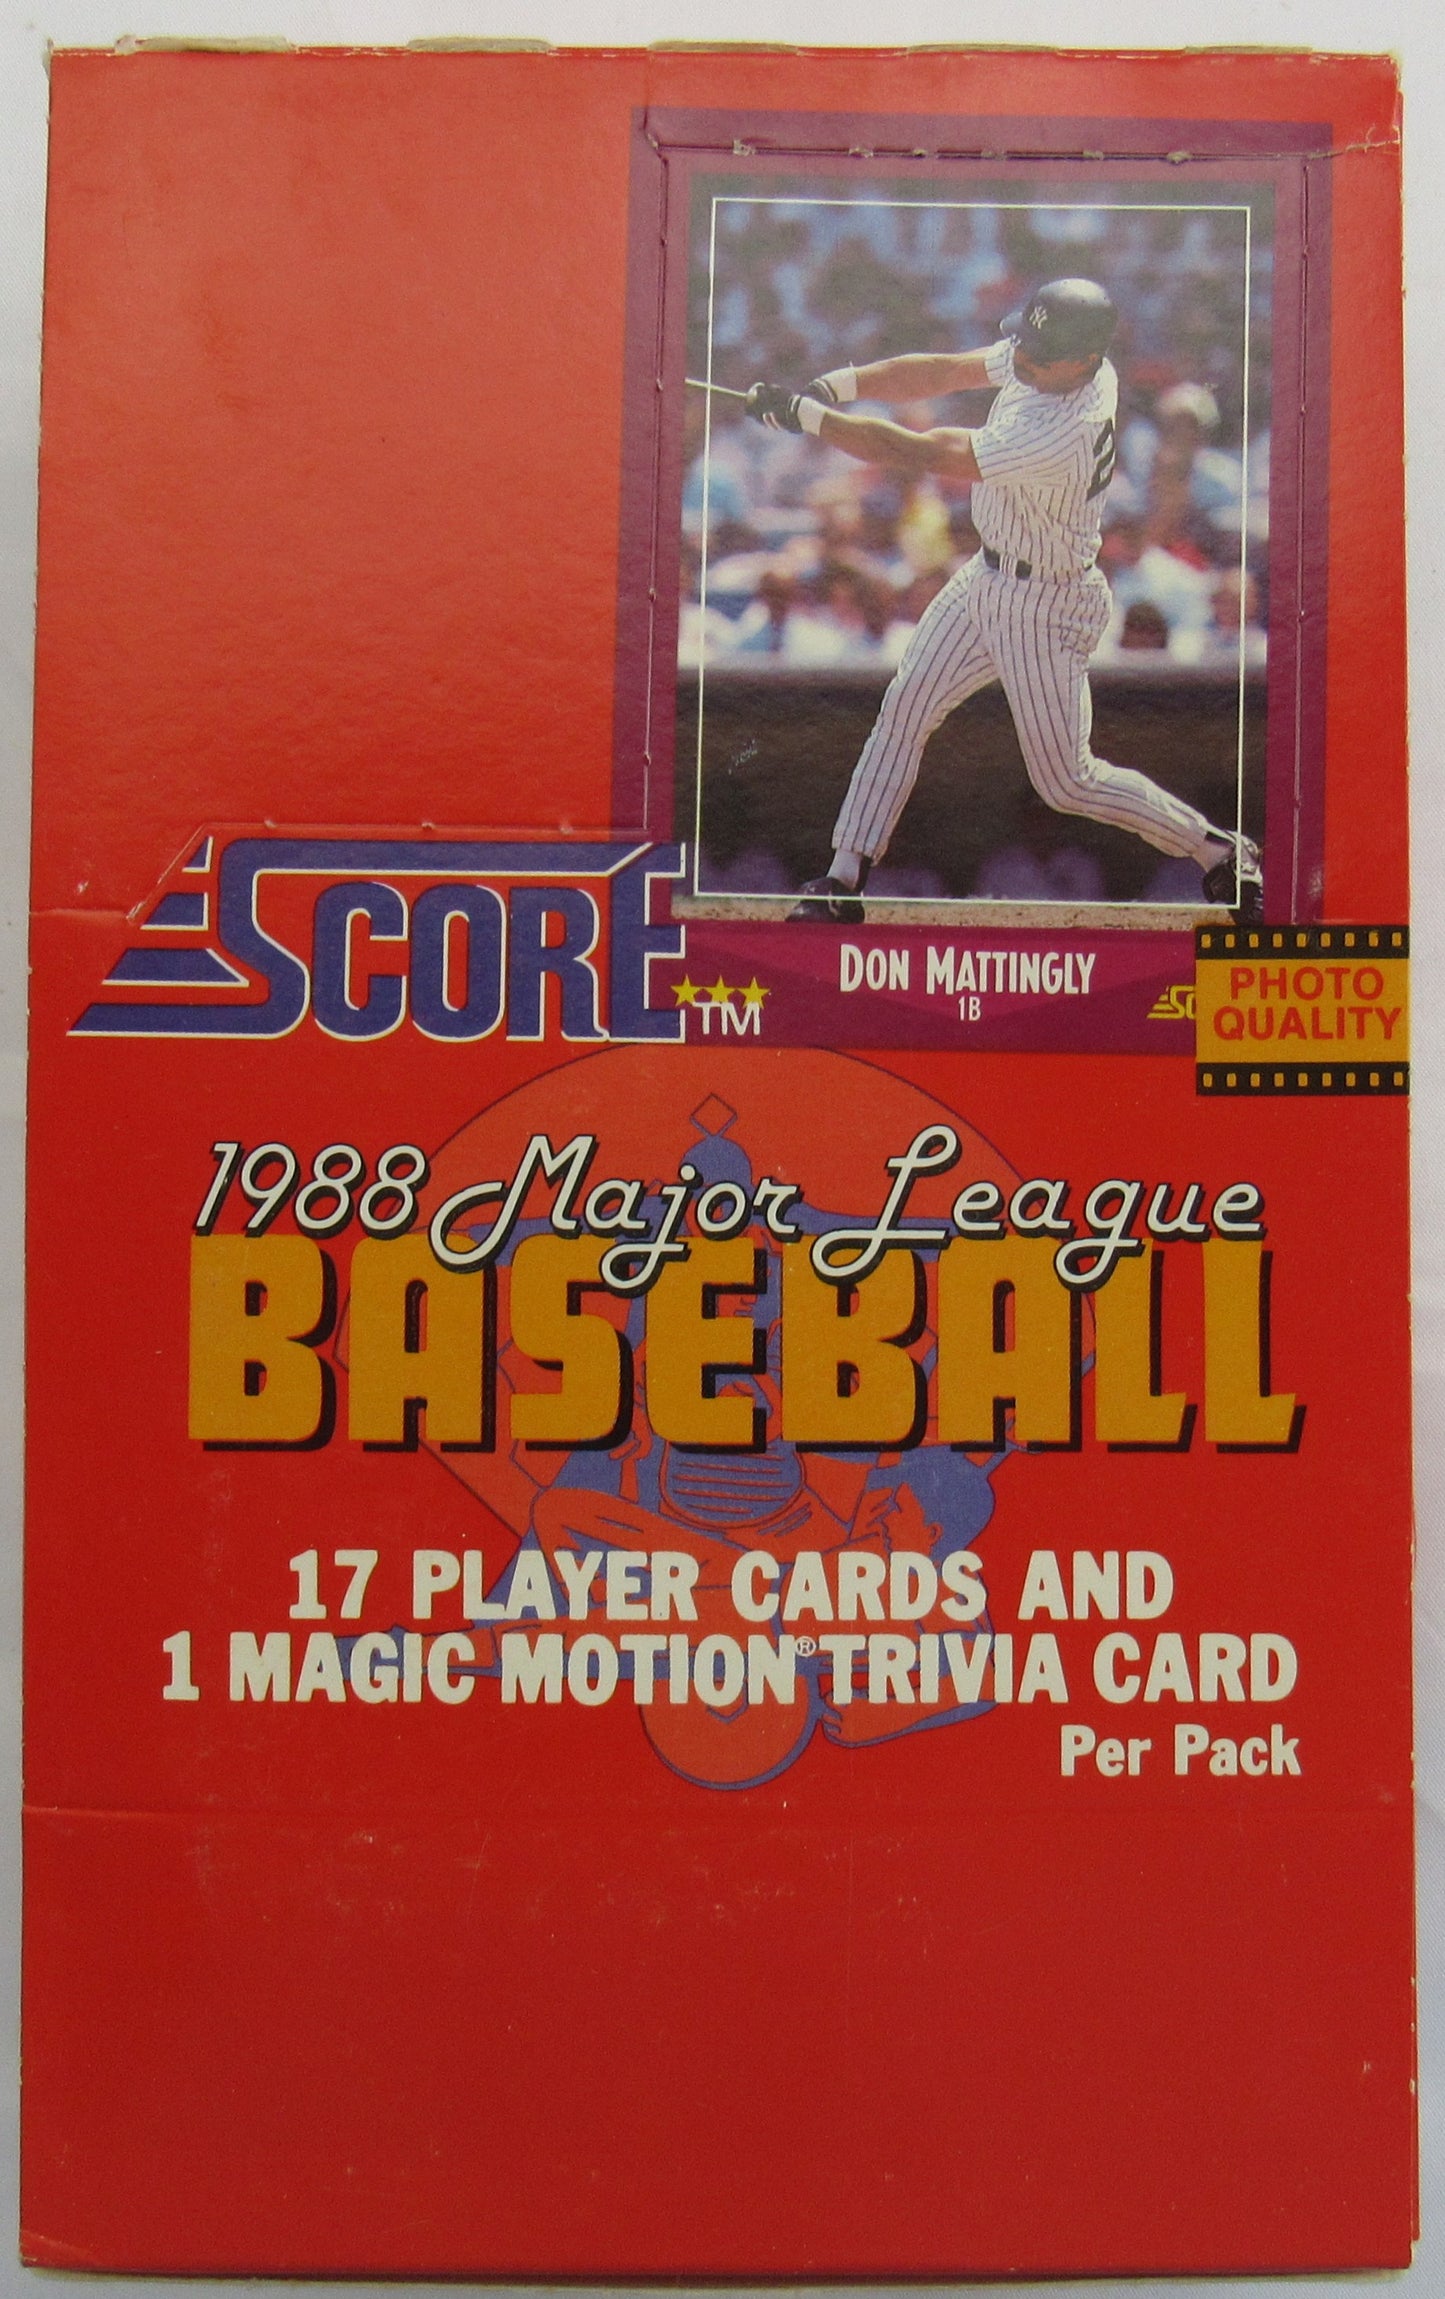 SCORE
TM
DON MATTINGLY
1B
PHOTO
QUALITY
1988 Major League
BASEBALL
17 PLAYER CARDS AND
1 MAGIC MOTION® TRIVIA CARD
Per Pack